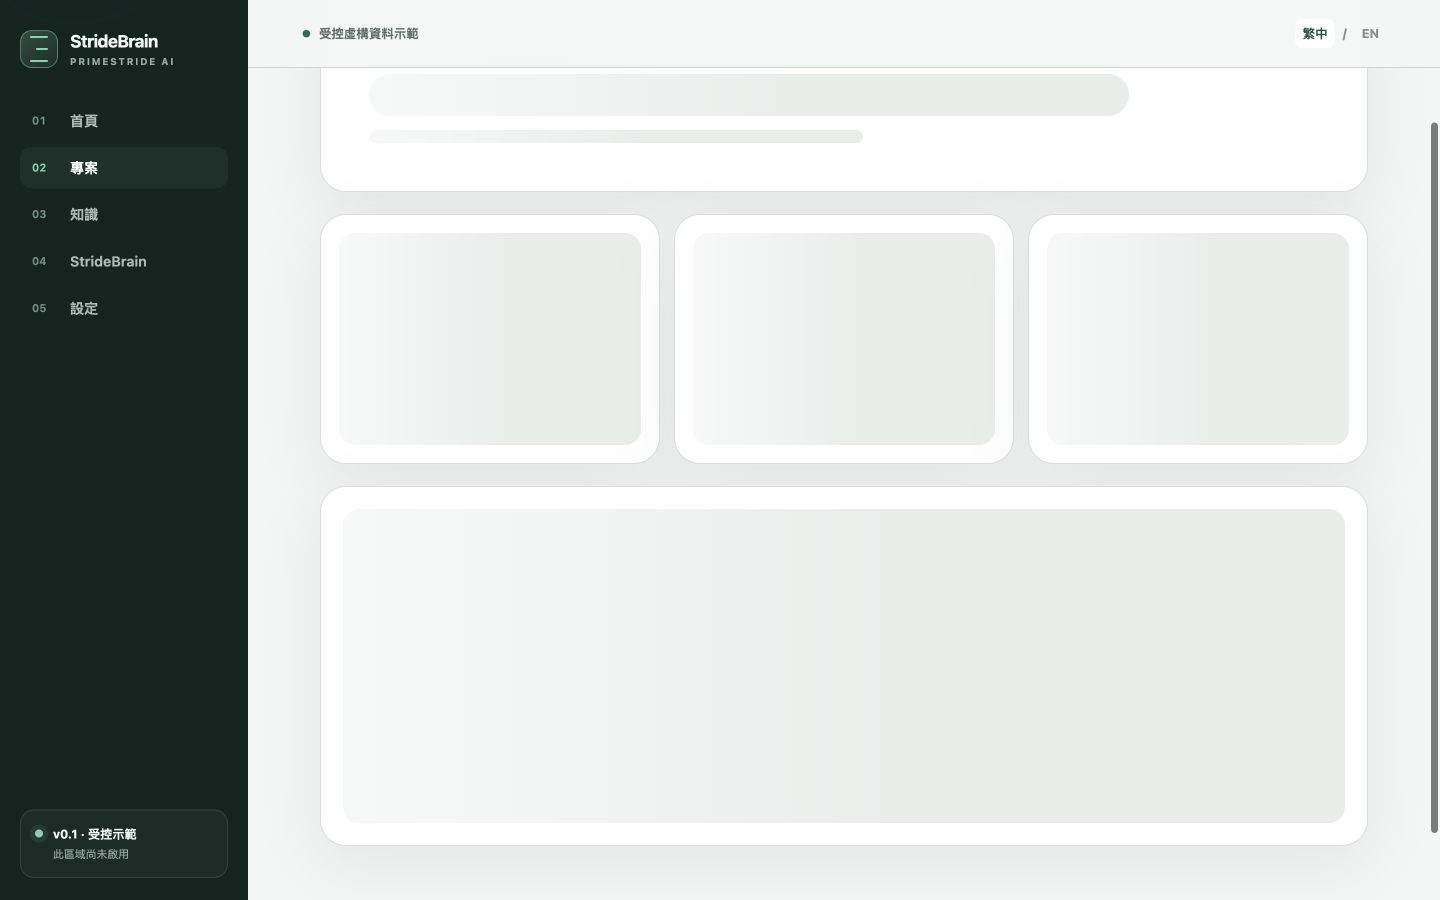 StrideBrain
PRIMESTRIDE AI
01 首頁
02 專案
03 知識
04 StrideBrain
05 設定
v0.1 · 受控示範
此區域尚未啟用
受控虛構資料示範
繁中 / EN